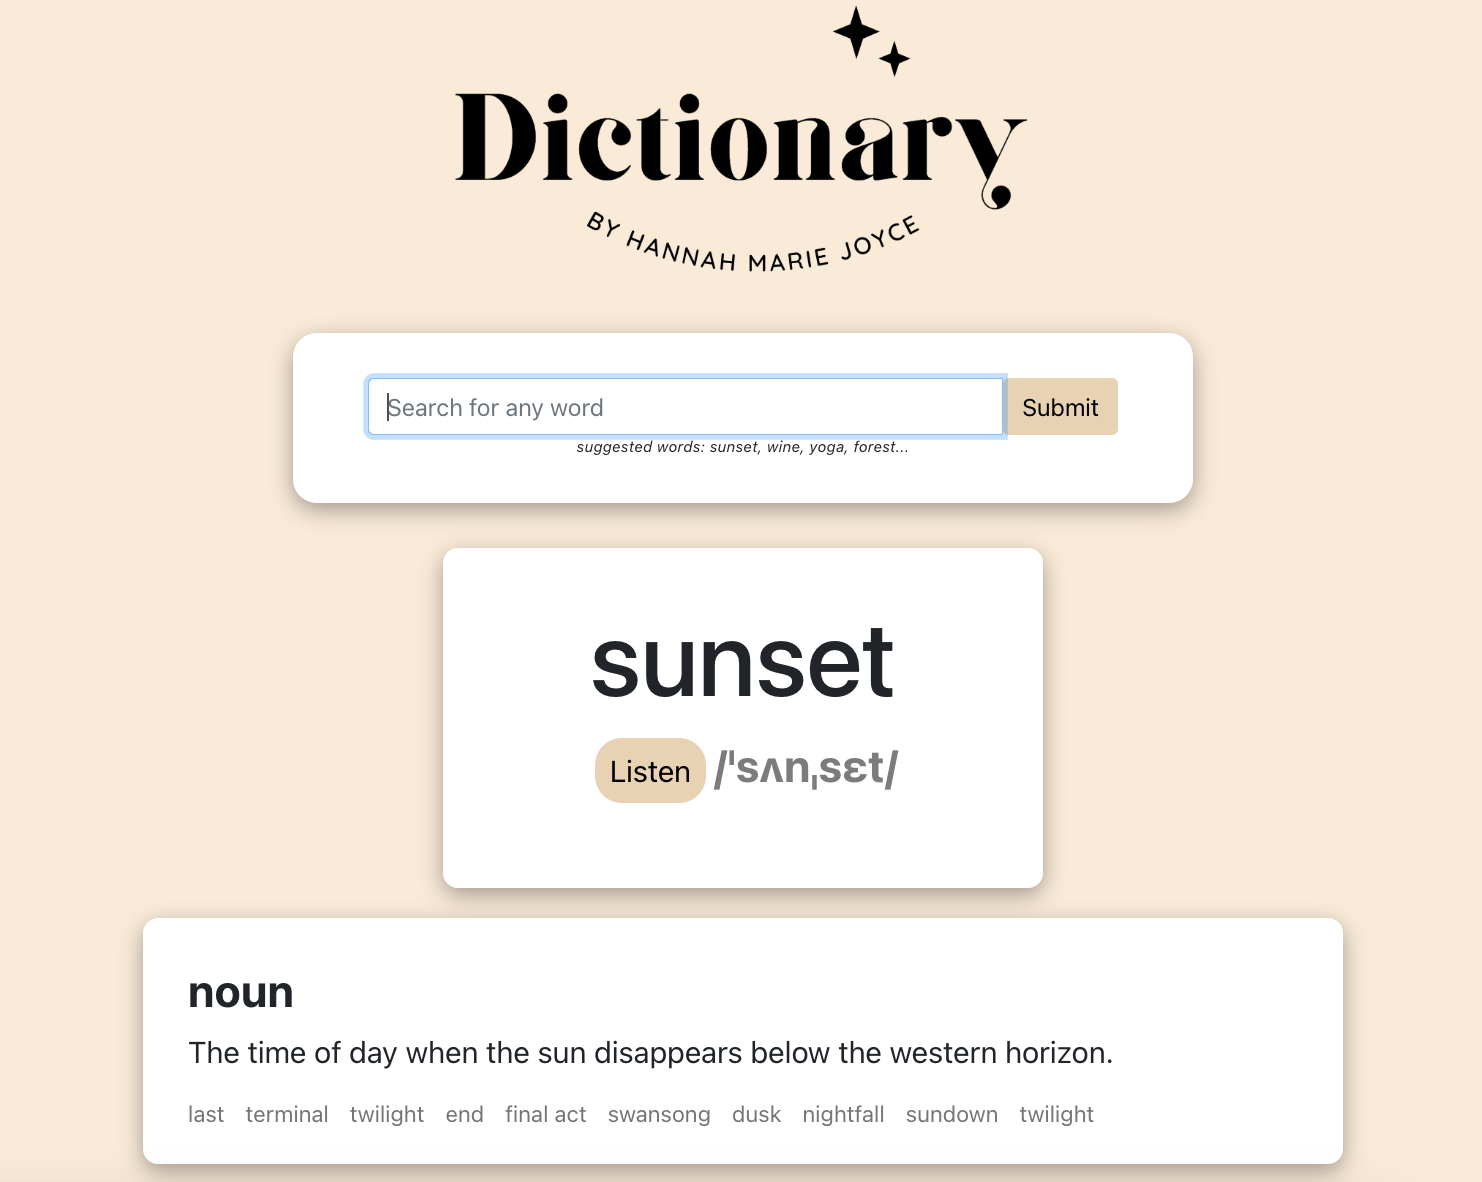 Dictionary
BY HANNAH MARIE JOYCE
Search for any word
Submit
suggested words: sunset, wine, yoga, forest...
sunset
Listen /ˈsʌnˌsɛt/
noun
The time of day when the sun disappears below the western horizon.
last terminal twilight end final act swansong dusk nightfall sundown twilight